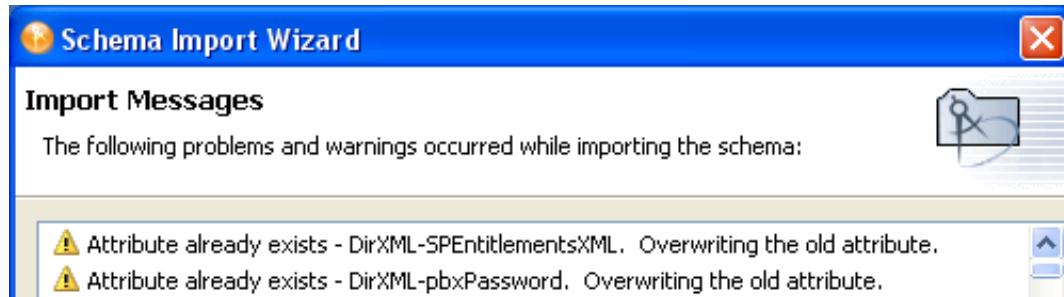 Schema Import Wizard
Import Messages
The following problems and warnings occurred while importing the schema:
Attribute already exists - DirXML-SPEntitlementsXML.  Overwriting the old attribute.
Attribute already exists - DirXML-pbxPassword.  Overwriting the old attribute.